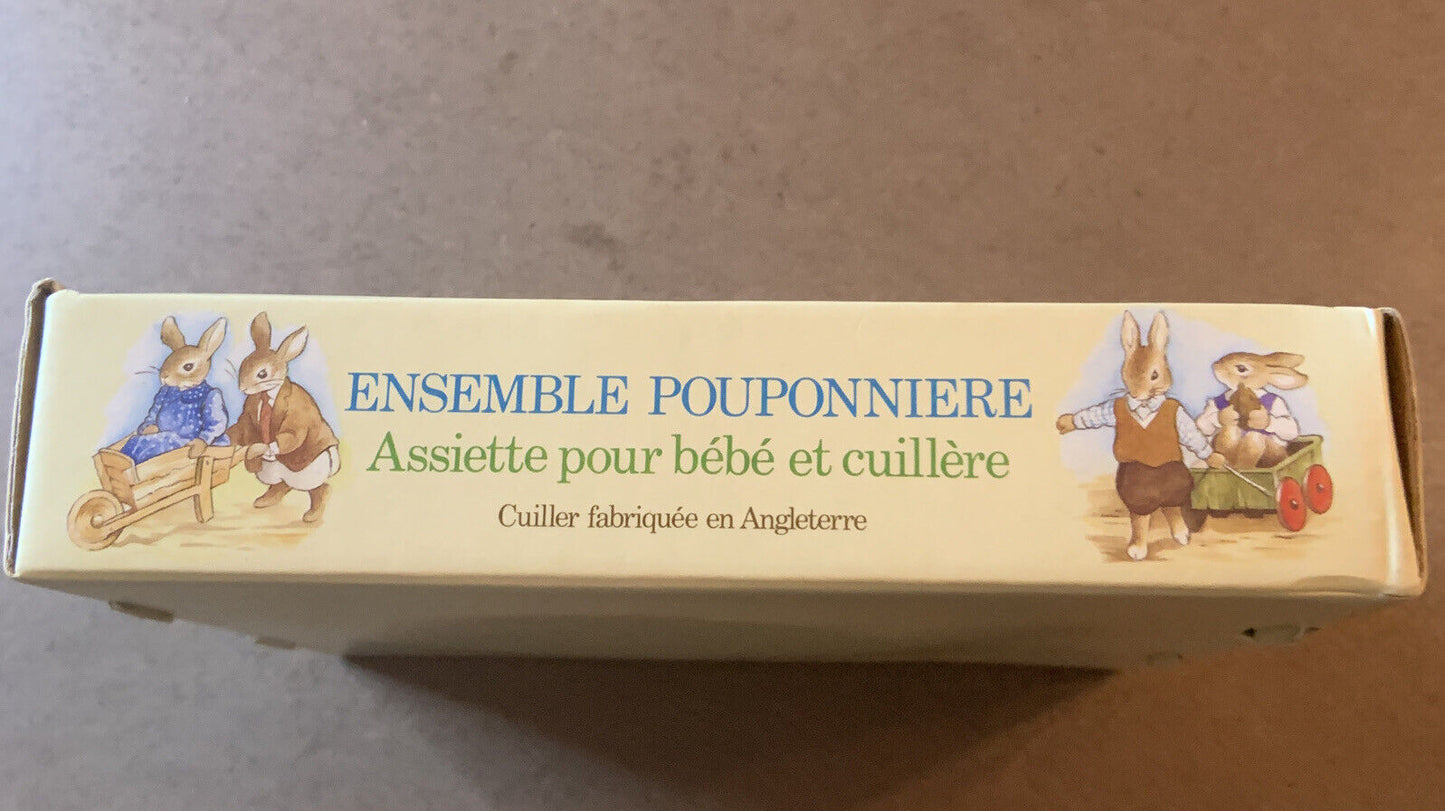 ENSEMBLE POUPONNIERE
Assiette pour bébé et cuillère
Cuiller fabriquée en Angleterre